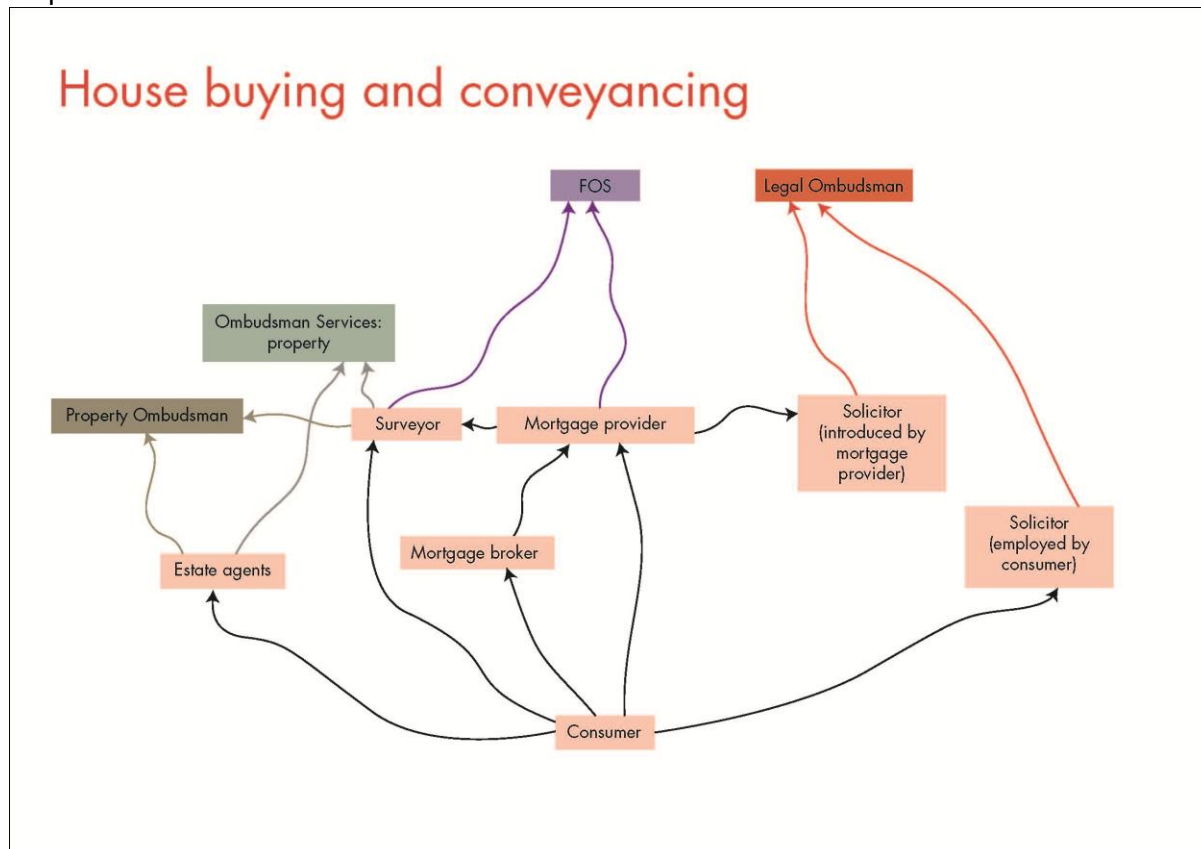 House buying and conveyancing
FOS
Legal Ombudsman
Ombudsman Services:
property
Property Ombudsman
Surveyor
Mortgage provider
Solicitor
(introduced by
mortgage
provider)
Mortgage broker
Estate agents
Solicitor
(employed by
consumer)
Consumer